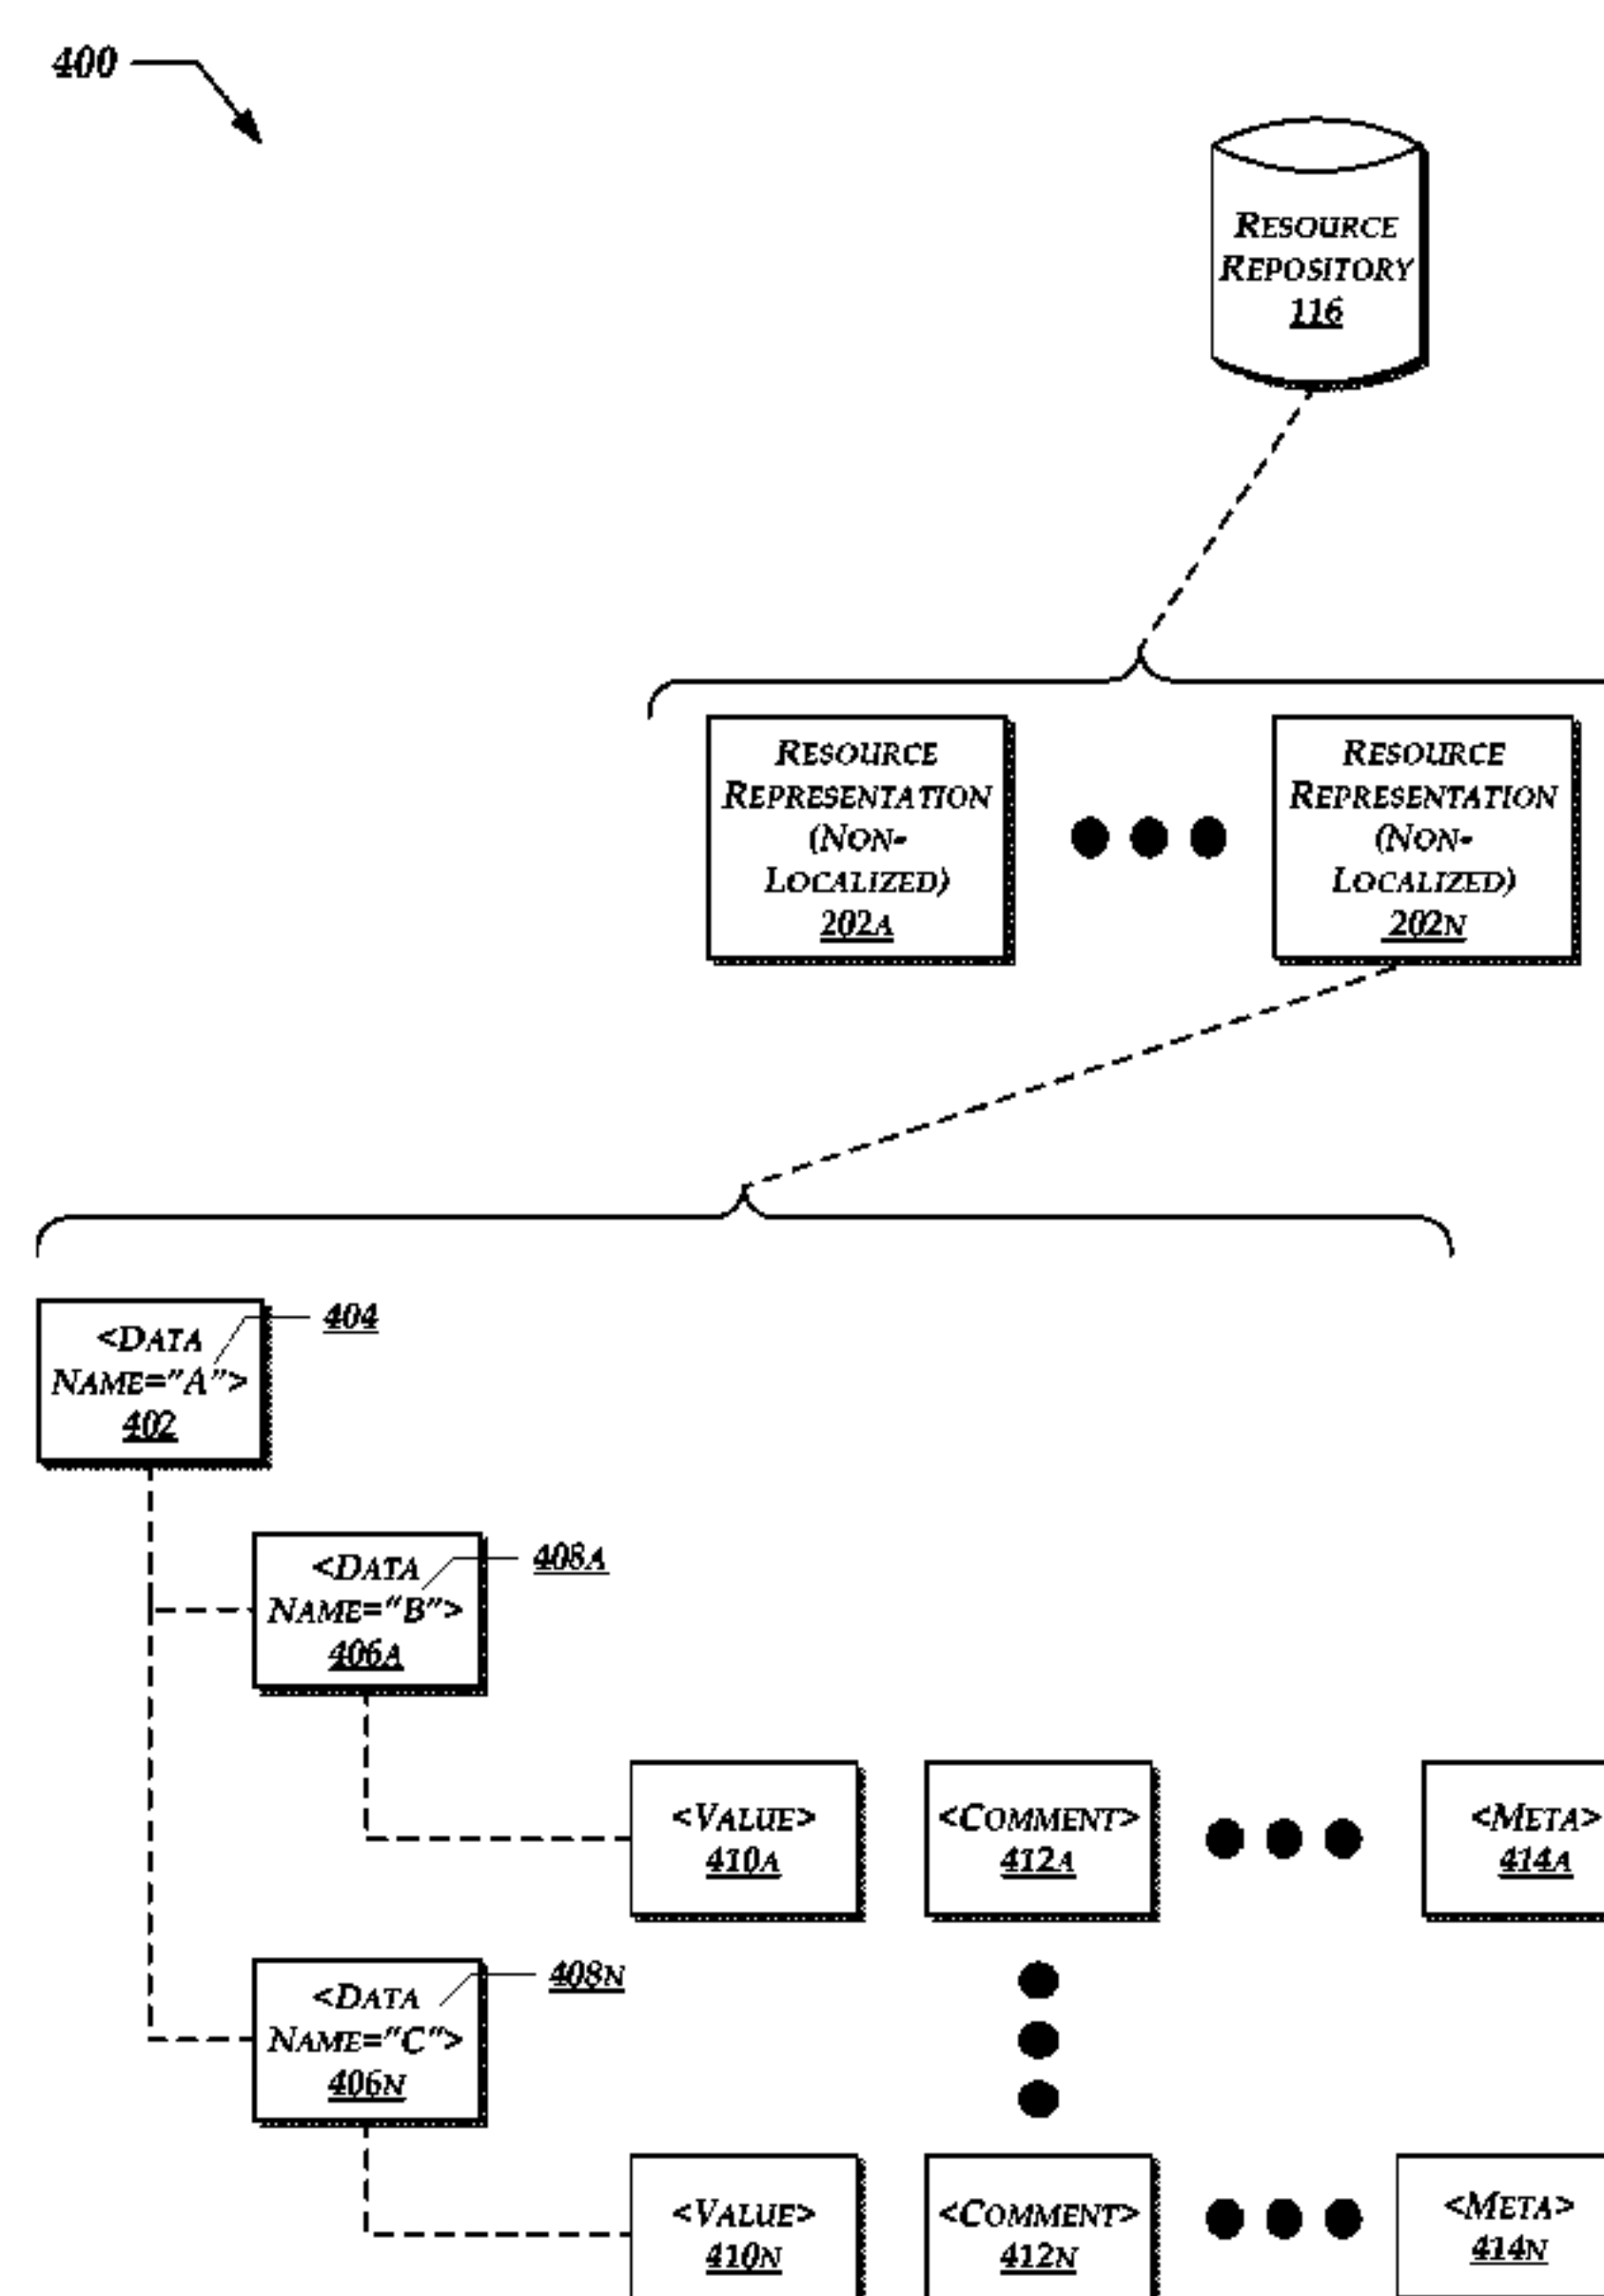 400
RESOURCE
REPOSITORY
116
RESOURCE
REPRESENTATION
(NON-
LOCALIZED)
202A
RESOURCE
REPRESENTATION
(NON-
LOCALIZED)
202N
<DATA
NAME="A">
402
404
<DATA
NAME="B">
406A
408A
<VALUE>
410A
<COMMENT>
412A
<META>
414A
<DATA
NAME="C">
406N
408N
<VALUE>
410N
<COMMENT>
412N
<META>
414N